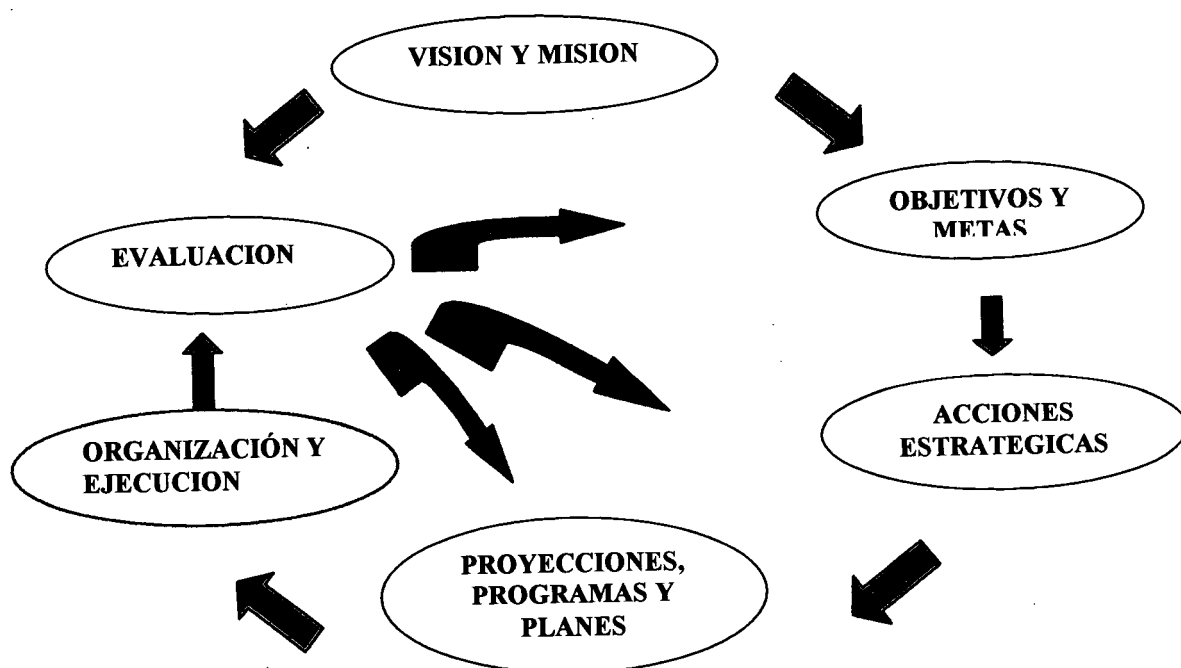 VISION Y MISION
OBJETIVOS Y
METAS
EVALUACION
ACCIONES
ESTRATEGICAS
ORGANIZACIÓN Y
EJECUCION
PROYECCIONES,
PROGRAMAS Y
PLANES